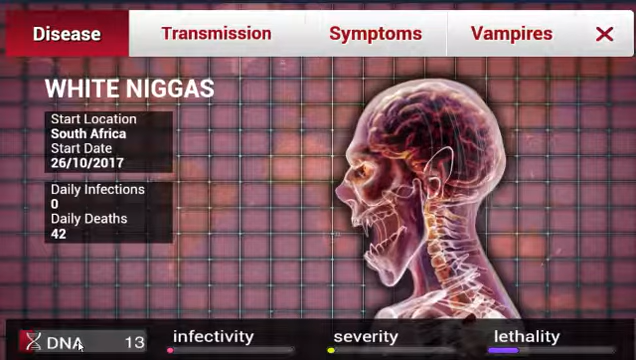 Disease Transmission Symptoms Vampires X
WHITE NIGGAS
Start Location
South Africa
Start Date
26/10/2017
Daily Infections
0
Daily Deaths
42
DNA 13 infectivity severity lethality